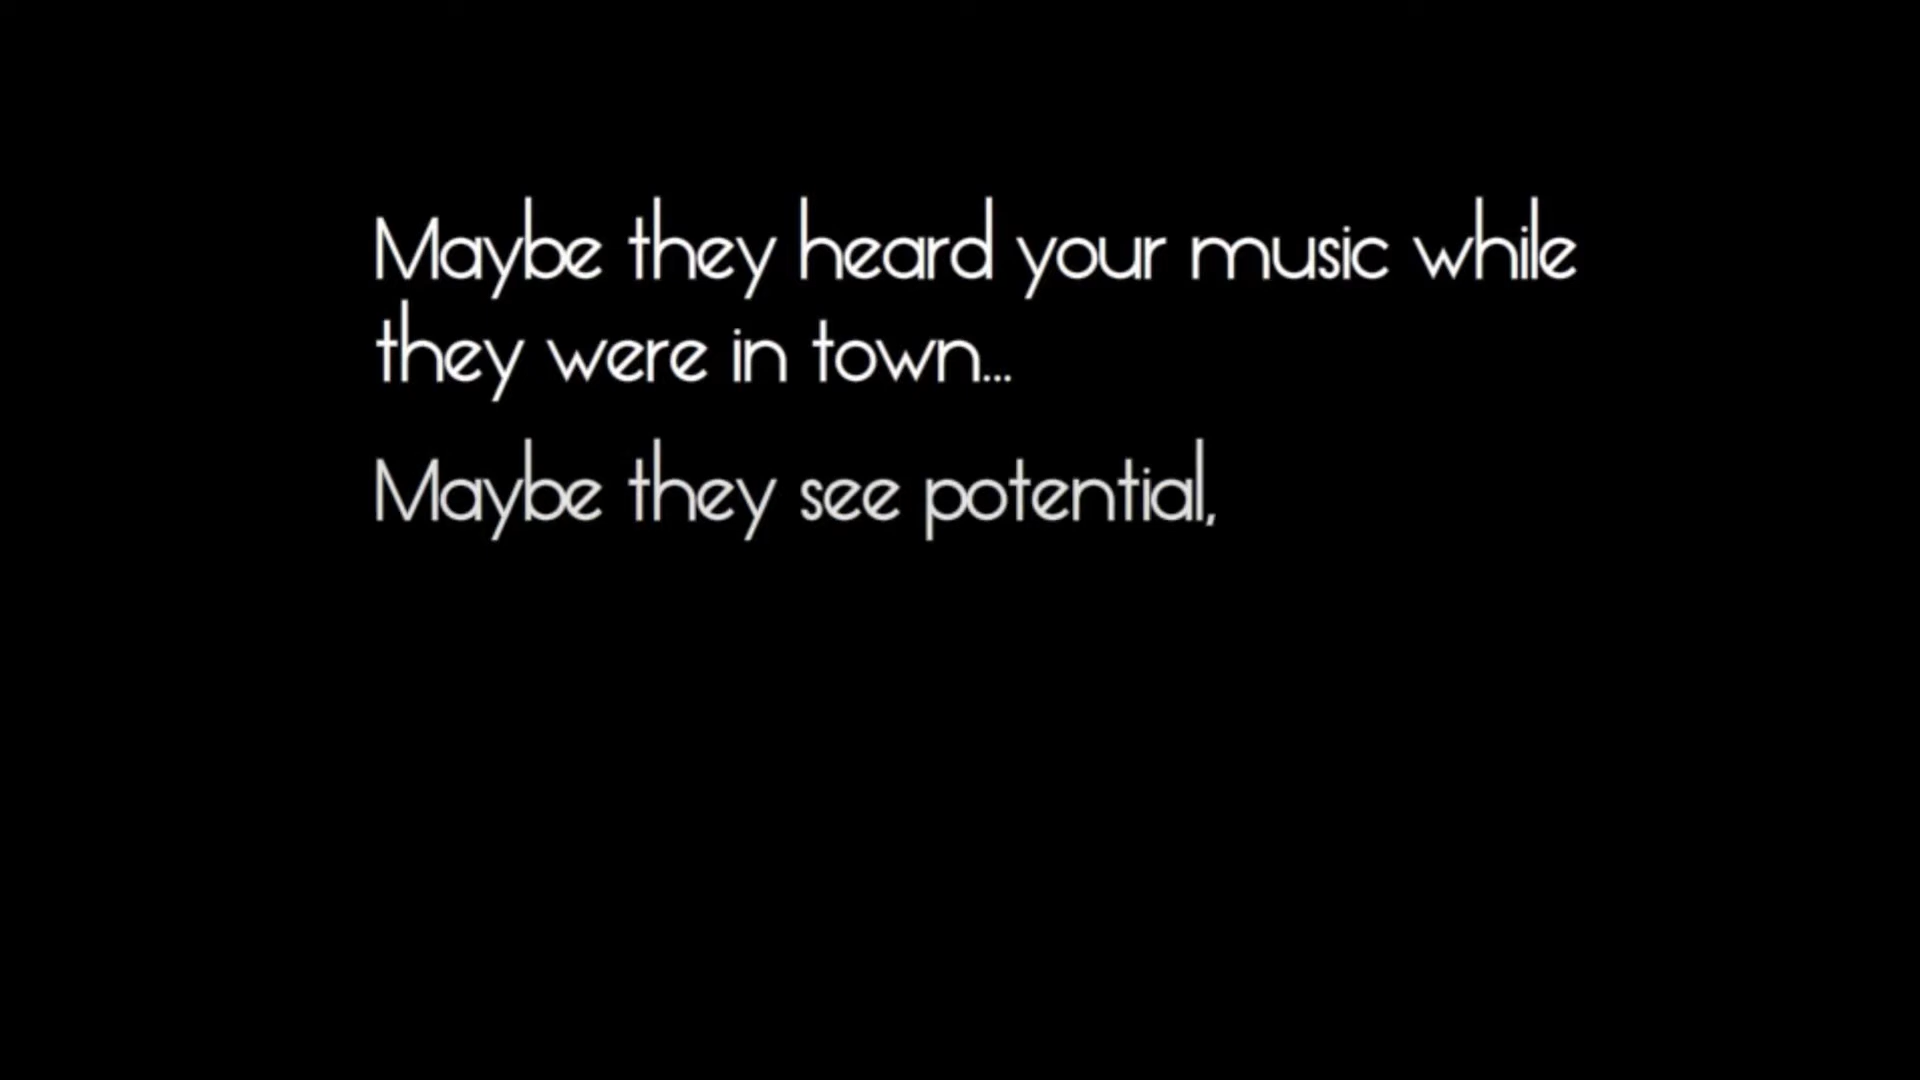 Maybe they heard your music while
they were in town...
Maybe they see potential,